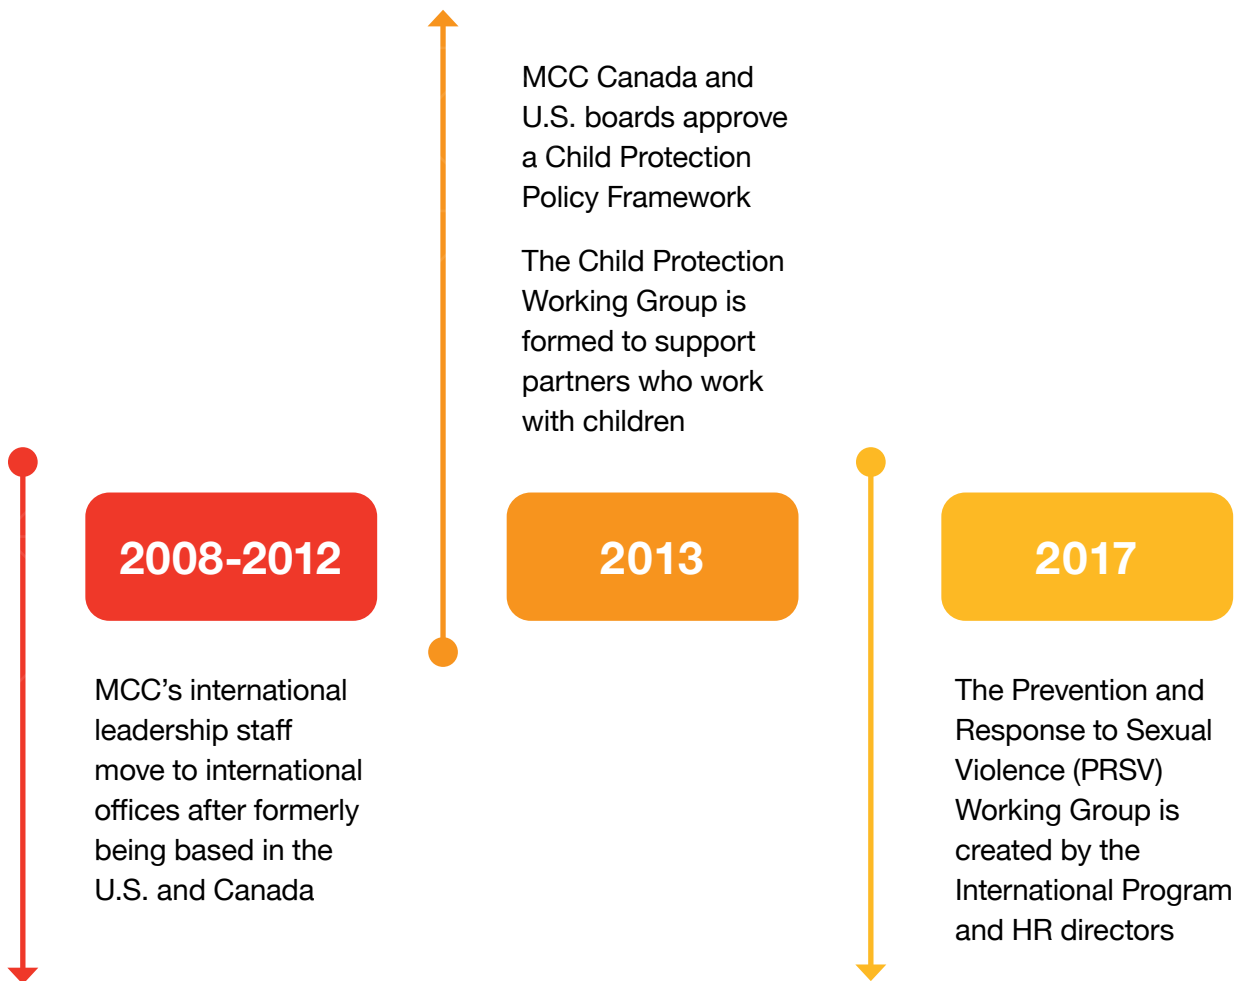 2008-2012
MCC’s international
leadership staff
move to international
offices after formerly
being based in the
U.S. and Canada
MCC Canada and
U.S. boards approve
a Child Protection
Policy Framework
The Child Protection
Working Group is
formed to support
partners who work
with children
2013
2017
The Prevention and
Response to Sexual
Violence (PRSV)
Working Group is
created by the
International Program
and HR directors